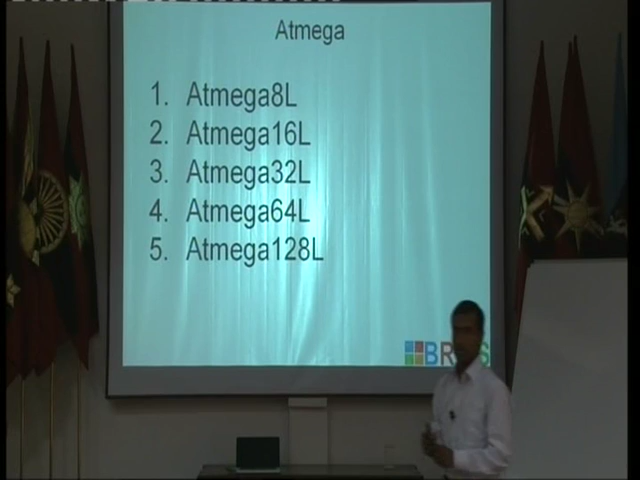 Atmega
1. Atmega8L
2. Atmega16L
3. Atmega32L
4. Atmega64L
5. Atmega128L